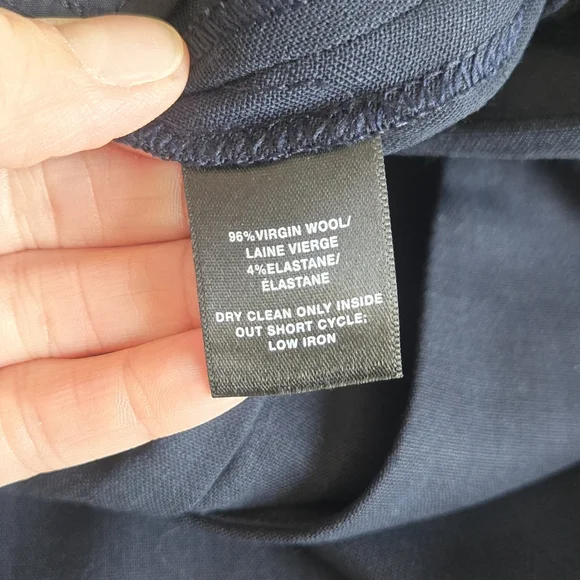 96%VIRGIN WOOL/
LAINE VIERGE
4%ELASTANE/
ÉLASTANE
DRY CLEAN ONLY INSIDE
OUT SHORT CYCLE;
LOW IRON